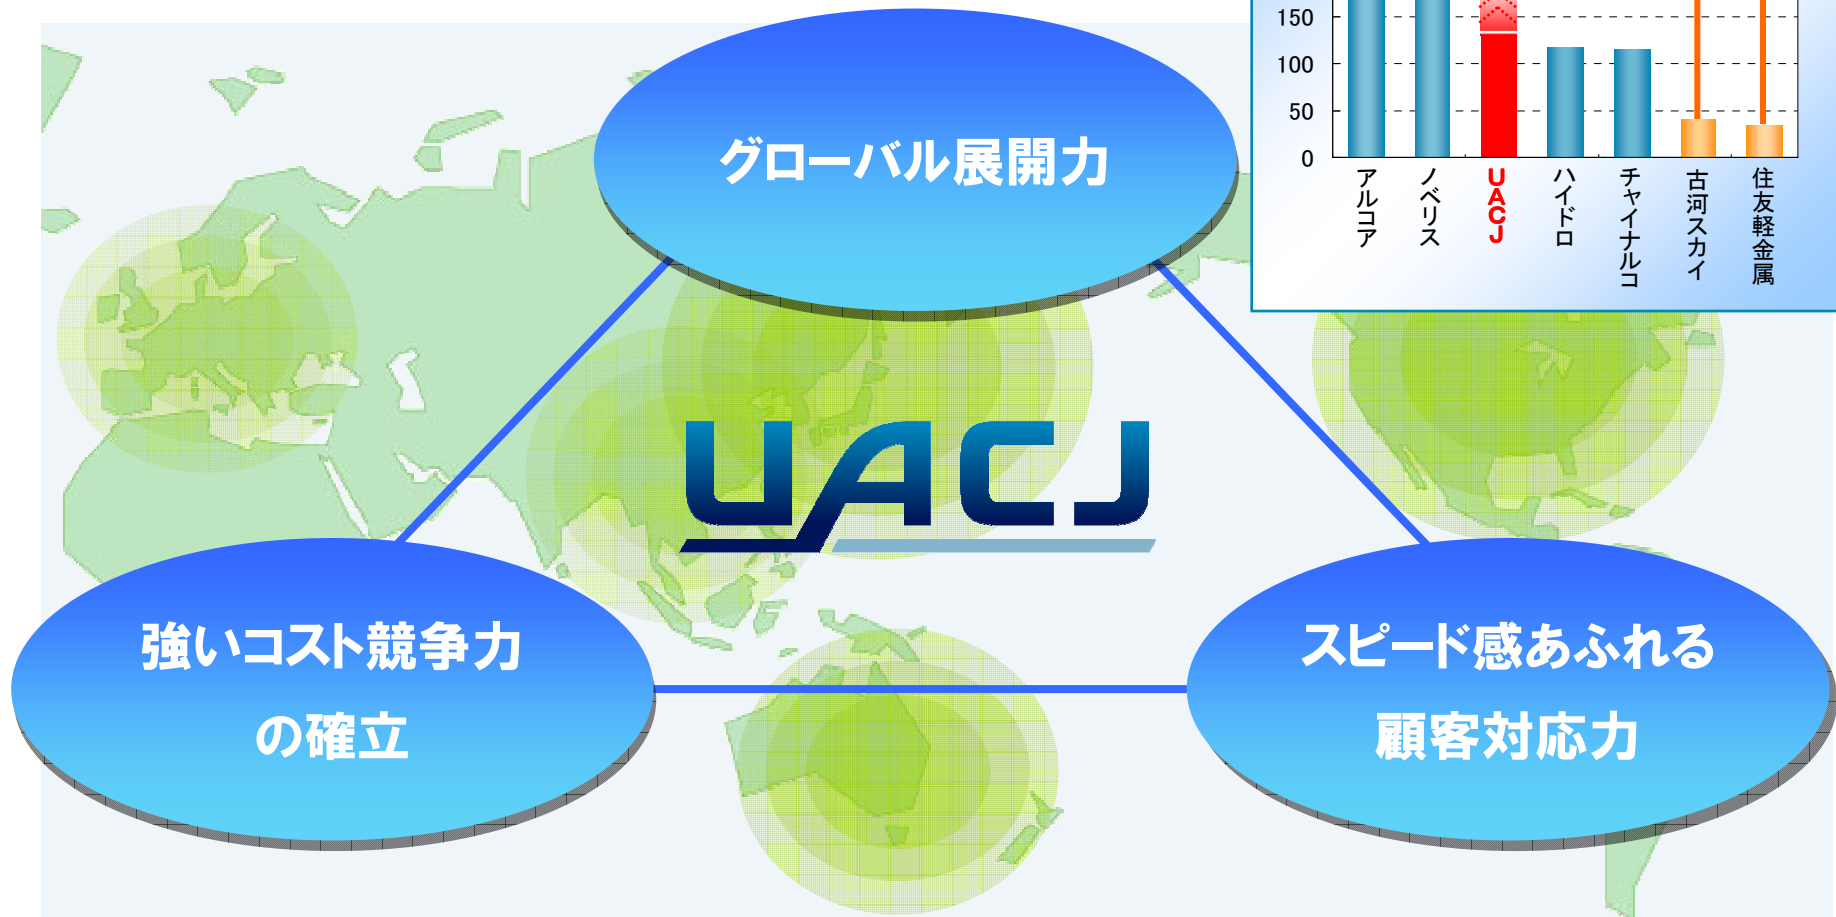 グローバル展開力
150
100
50
0
アルコア
ノベリス
UACJ
ハイドロ
チャイナルコ
古河スカイ
住友軽金属
UACJ
強いコスト競争力
の確立
スピード感あふれる
顧客対応力